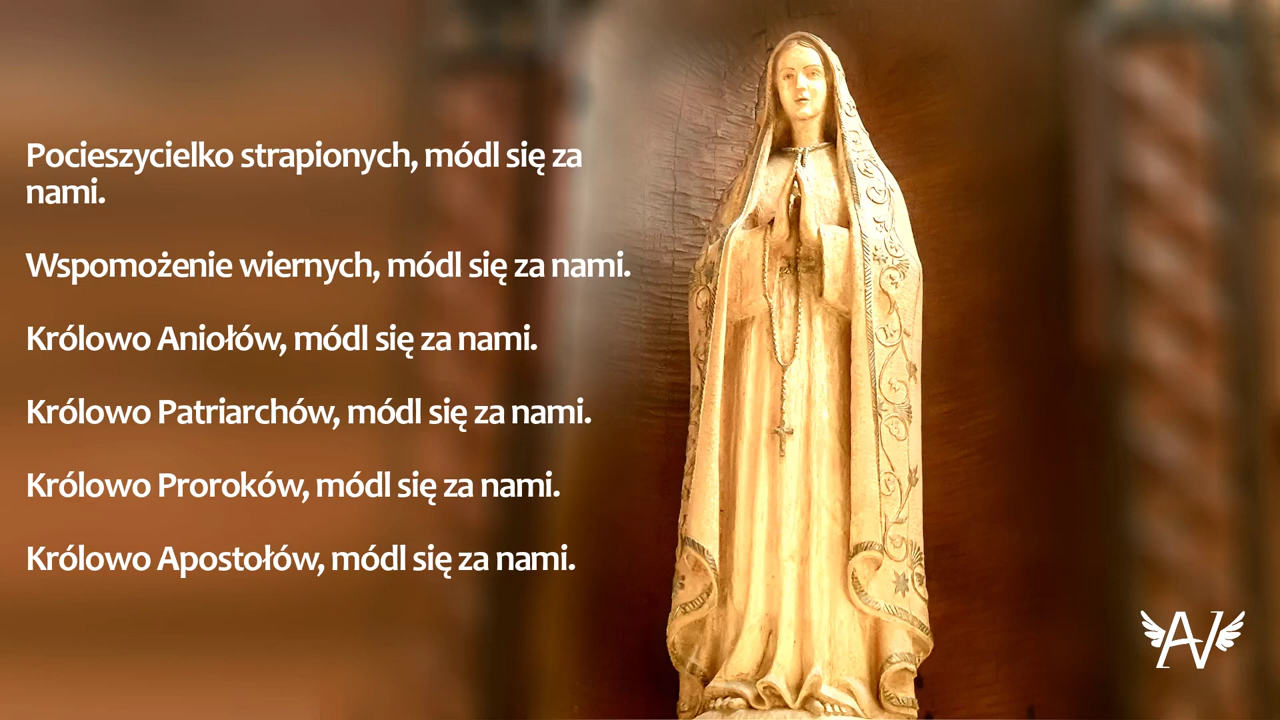 Pocieszycielko strapionych, módl się za
nami.
Wspomożenie wiernych, módl się za nami.
Królowo Aniołów, módl się za nami.
Królowo Patriarchów, módl się za nami.
Królowo Proroków, módl się za nami.
Królowo Apostołów, módl się za nami.
AV